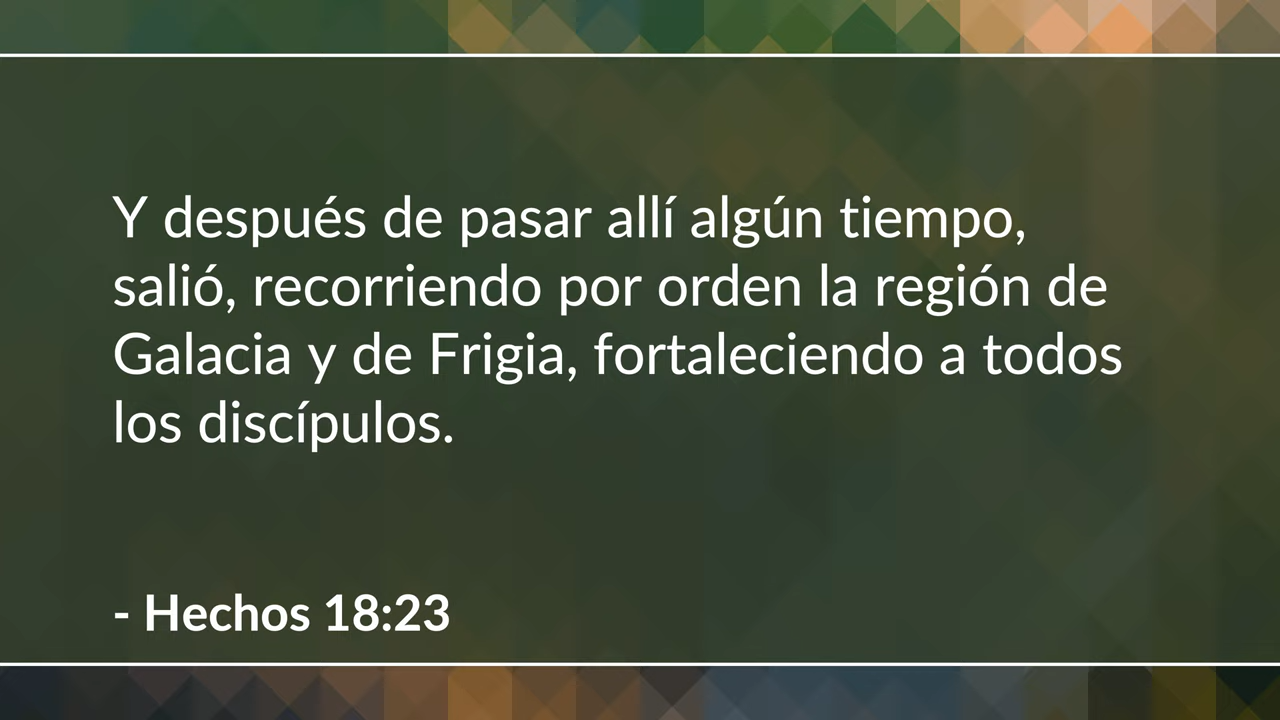 Y después de pasar allí algún tiempo,
salió, recorriendo por orden la región de
Galacia y de Frigia, fortaleciendo a todos
los discípulos.
- Hechos 18:23